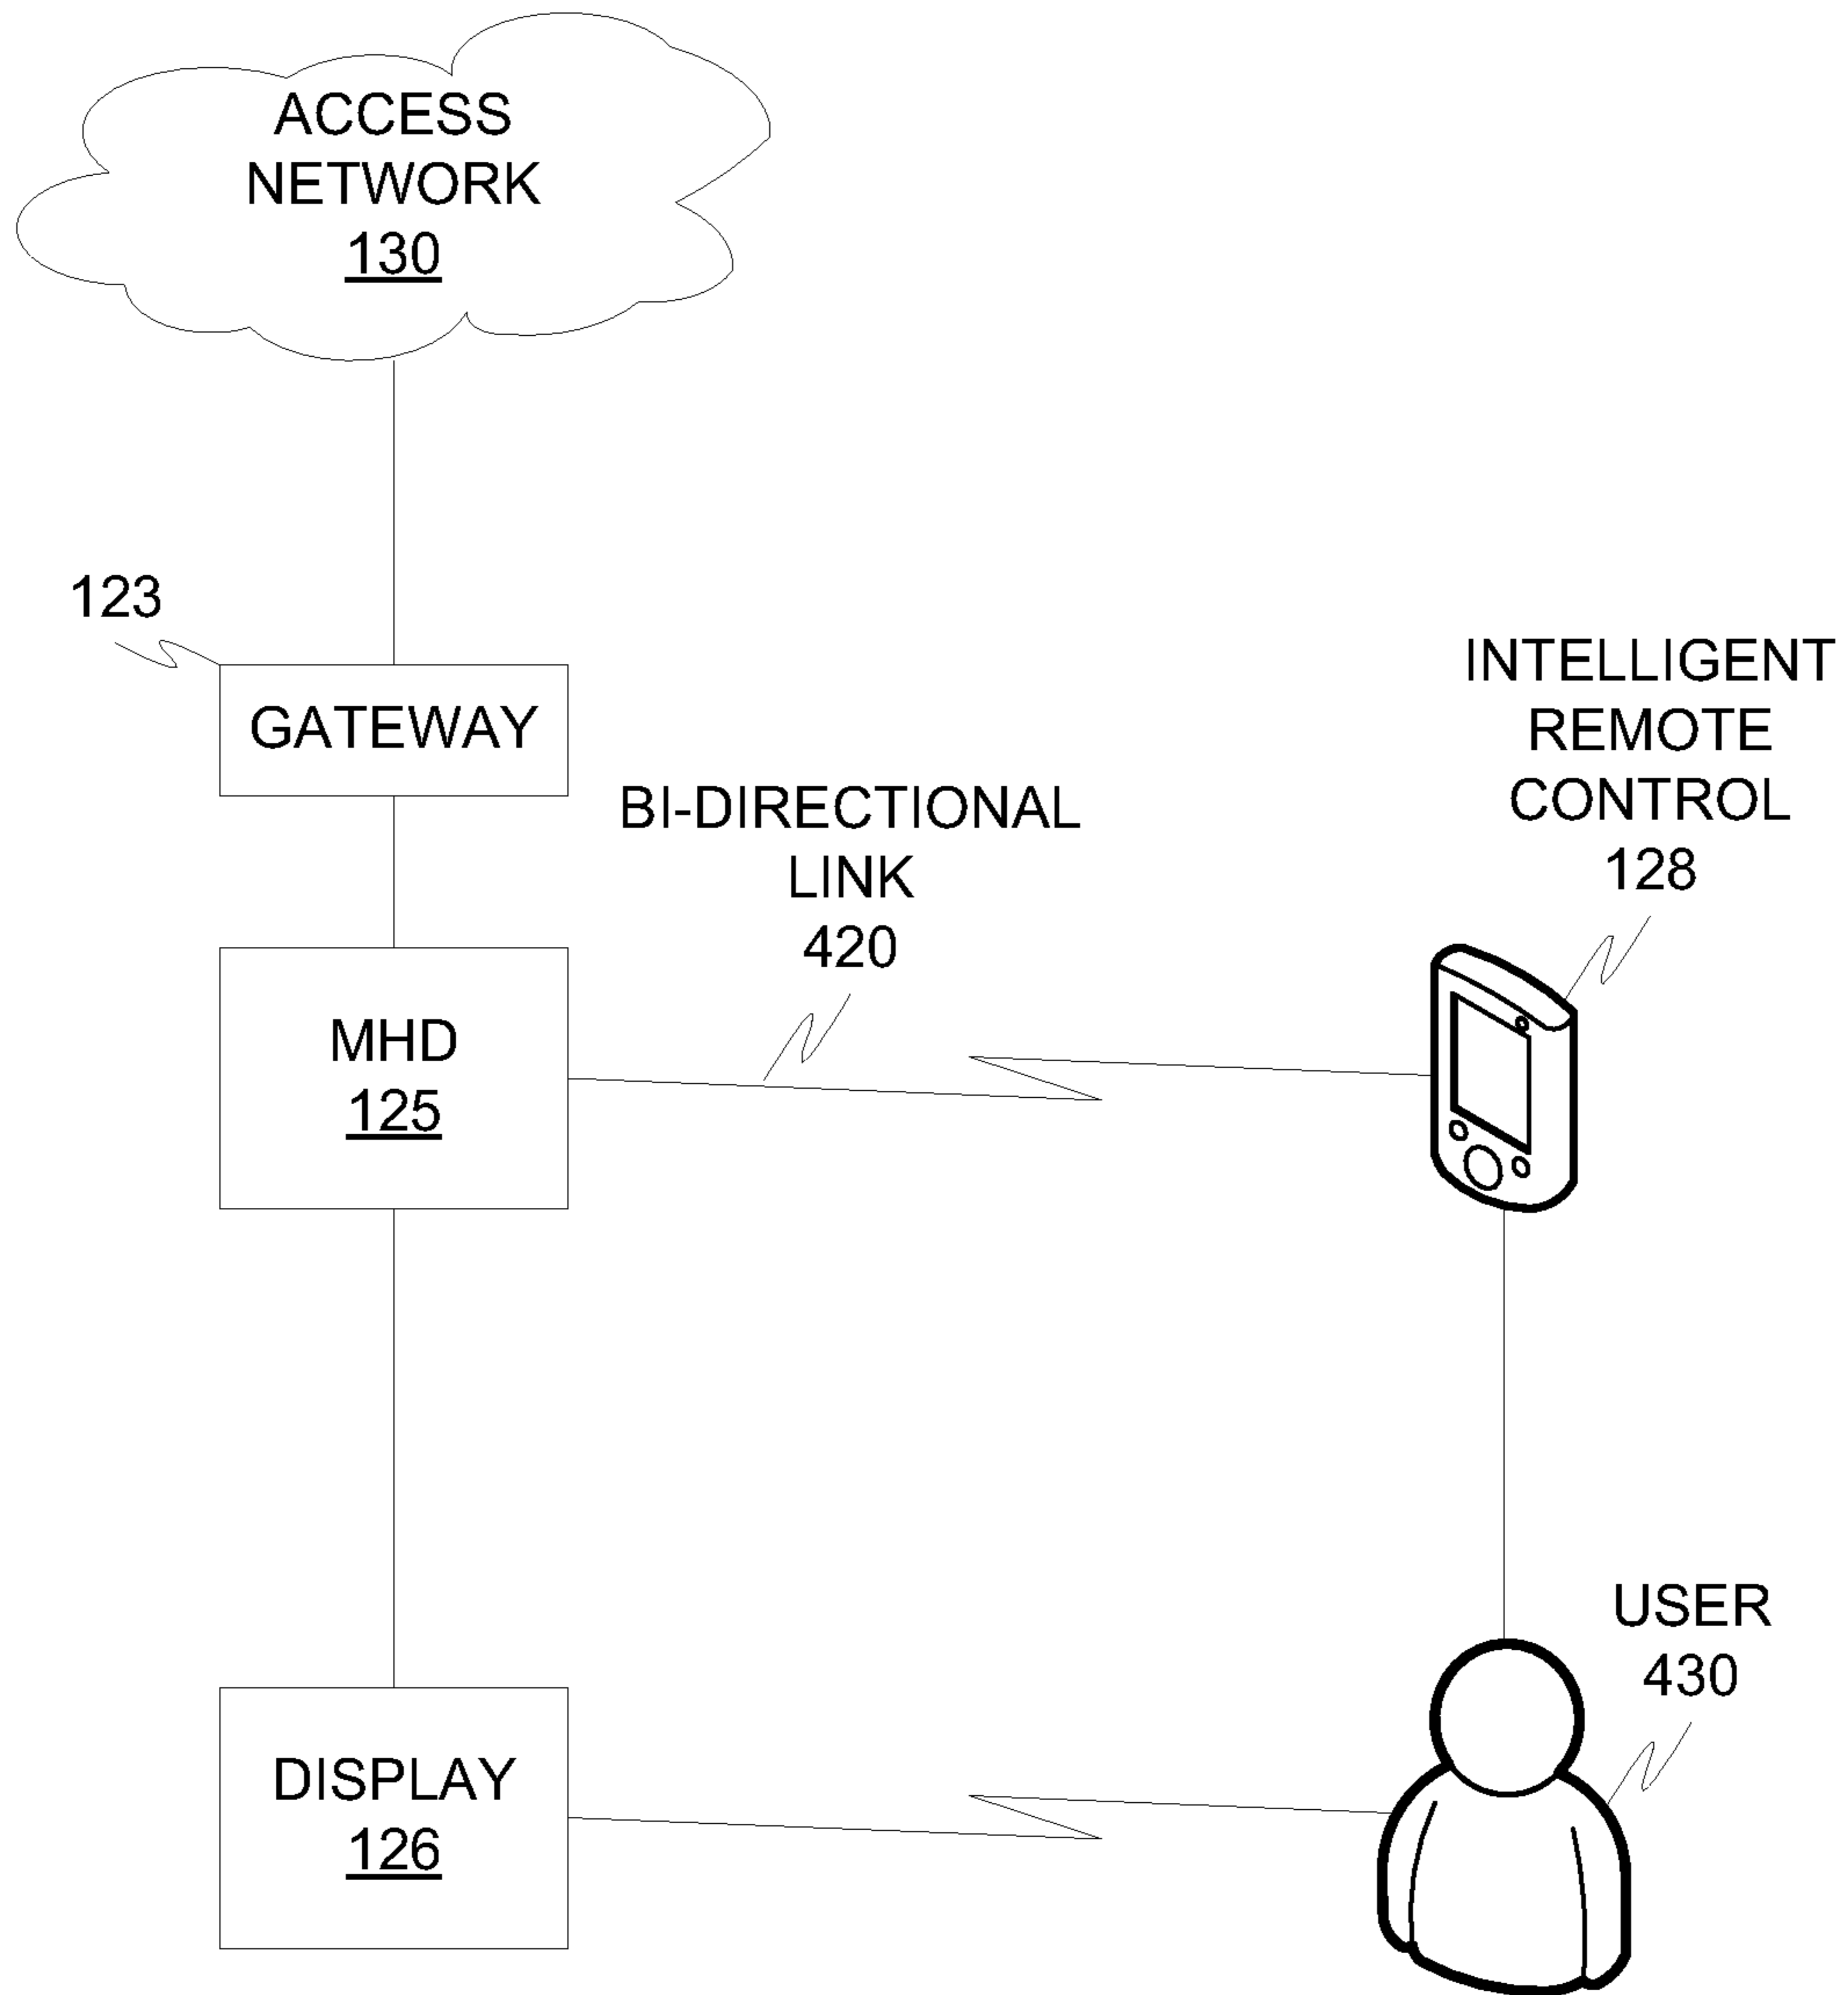 ACCESS
NETWORK
130
123
GATEWAY
INTELLIGENT
REMOTE
CONTROL
128
BI-DIRECTIONAL
LINK
420
MHD
125
USER
430
DISPLAY
126